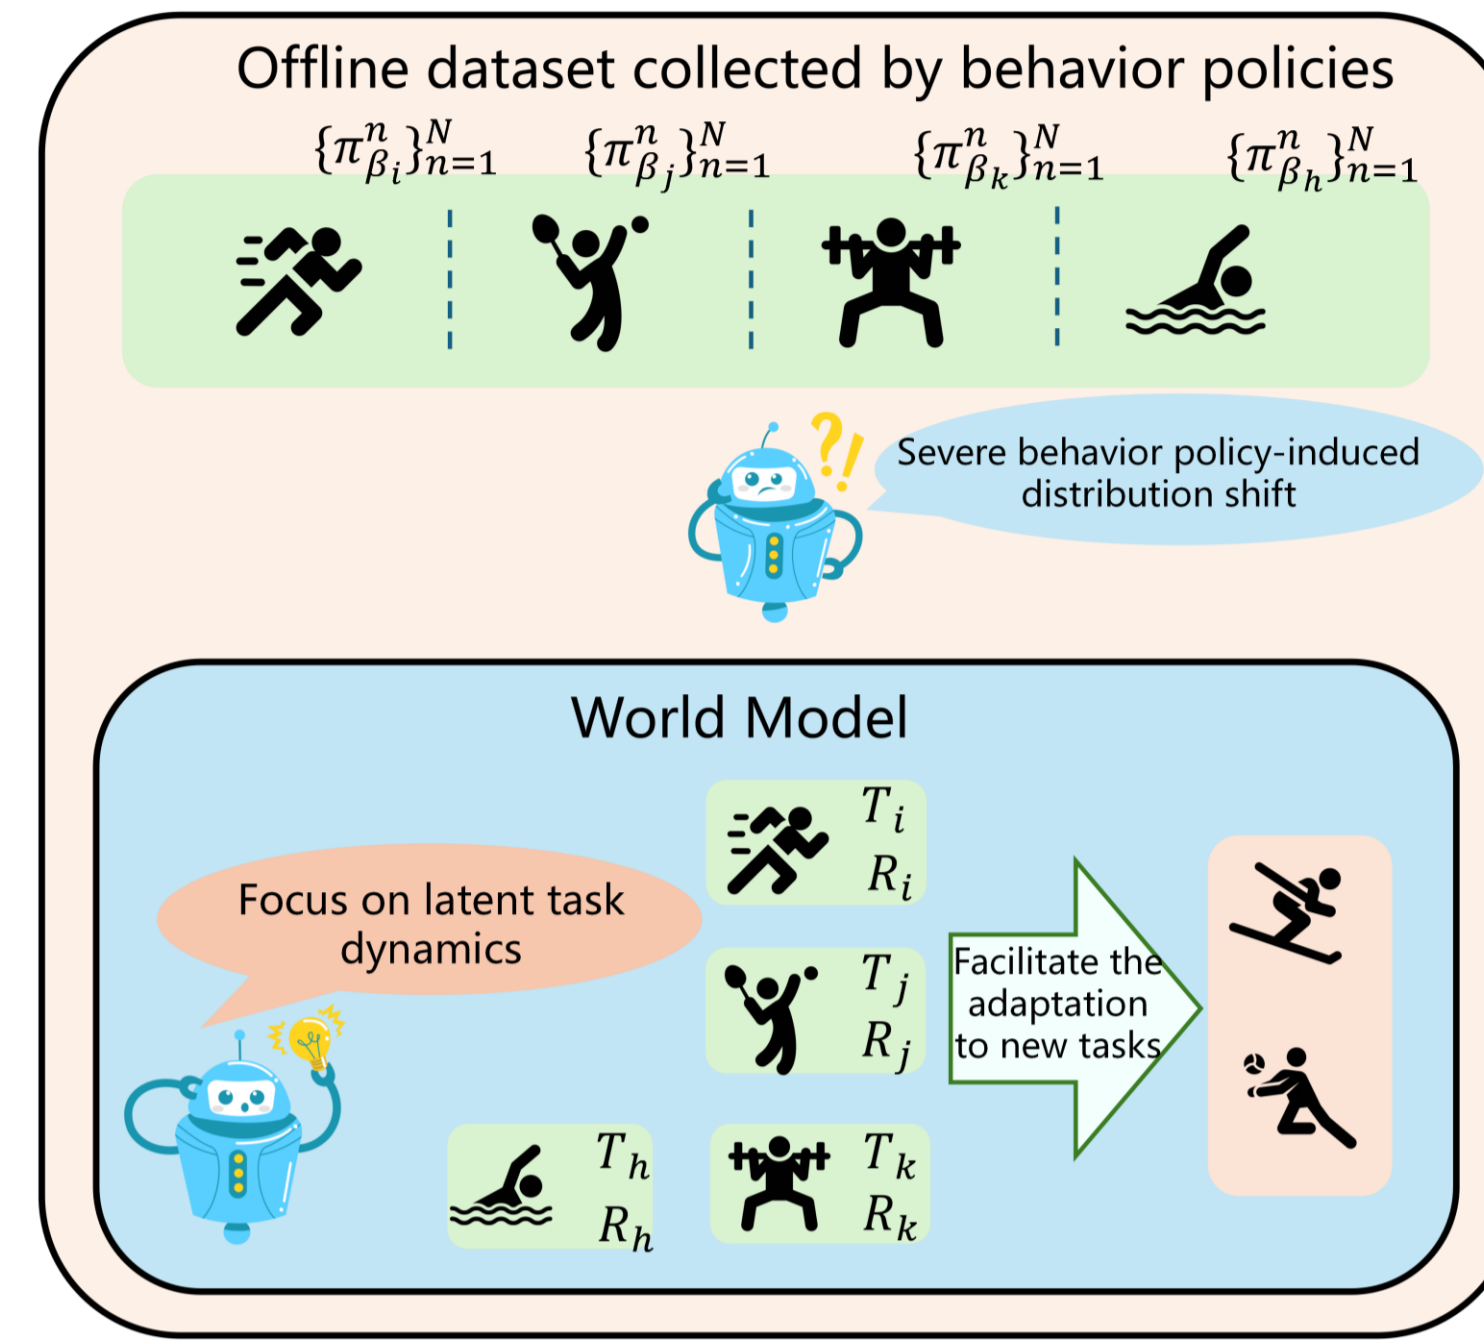 Offline dataset collected by behavior policies
{π^n_{β_i}}^N_{n=1} {π^n_{β_j}}^N_{n=1} {π^n_{β_k}}^N_{n=1} {π^n_{β_h}}^N_{n=1}
?!
Severe behavior policy-induced
distribution shift
World Model
Focus on latent task
dynamics
T_i
R_i
T_j
R_j
T_h
R_h
T_k
R_k
Facilitate the
adaptation
to new tasks